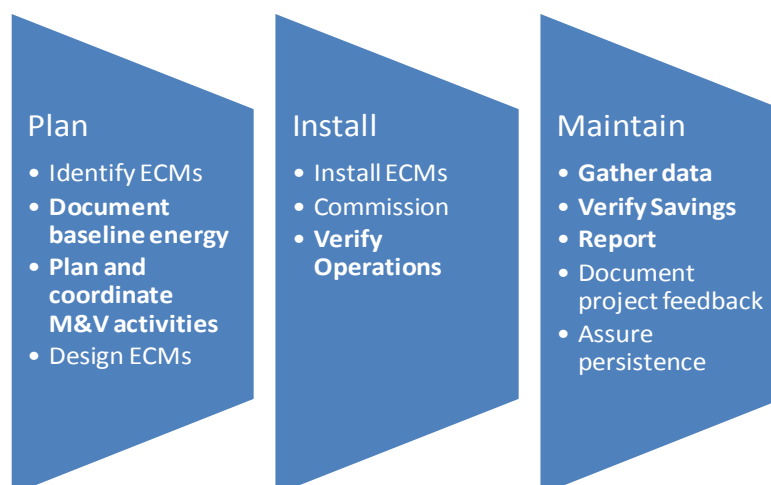 Plan
• Identify ECMs
• Document
baseline energy
• Plan and
coordinate
M&V activities
• Design ECMs
Install
• Install ECMs
• Commission
• Verify
Operations
Maintain
• Gather data
• Verify Savings
• Report
• Document
project feedback
• Assure
persistence